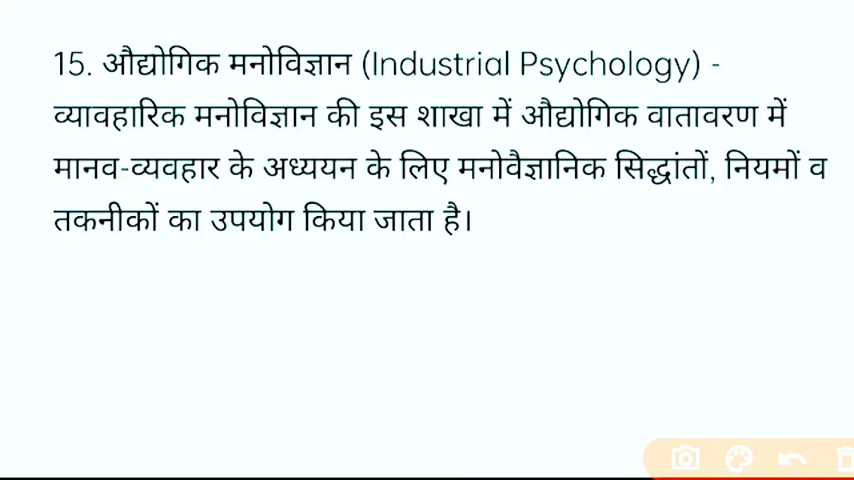 15. औद्योगिक मनोविज्ञान (Industrial Psychology) -
व्यावहारिक मनोविज्ञान की इस शाखा में औद्योगिक वातावरण में
मानव-व्यवहार के अध्ययन के लिए मनोवैज्ञानिक सिद्धांतों, नियमों व
तकनीकों का उपयोग किया जाता है।